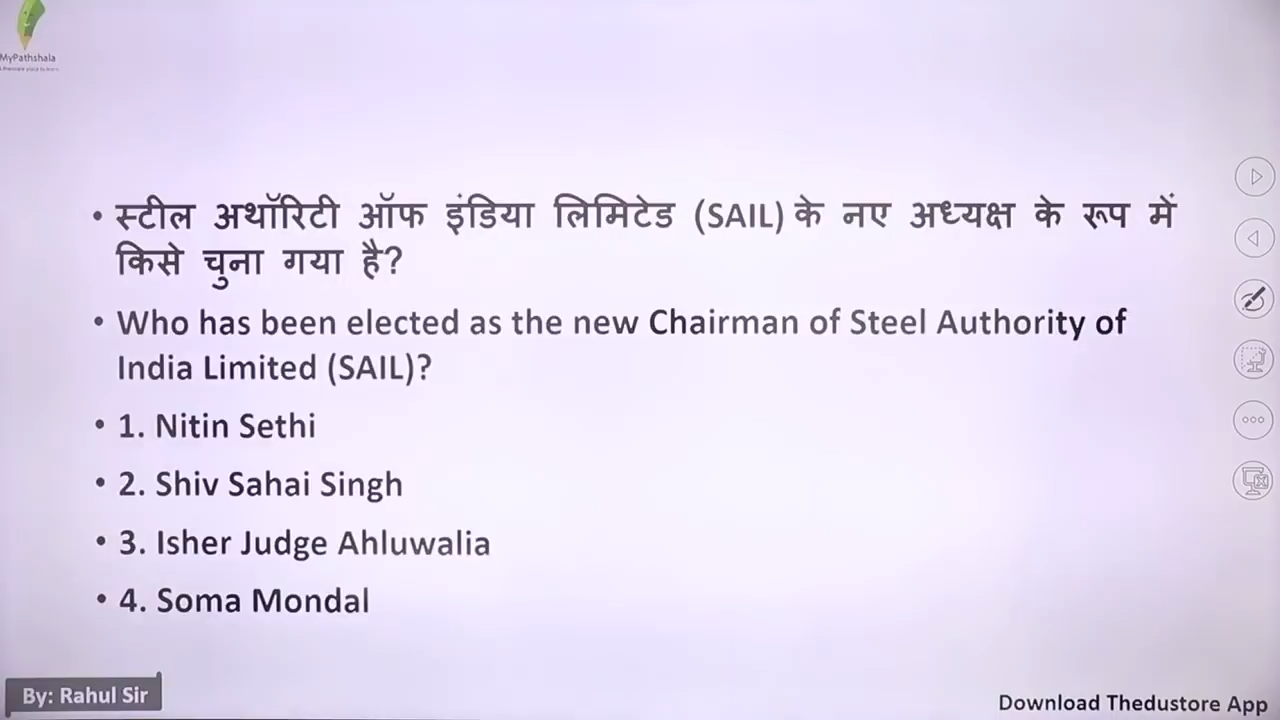 MyPathshala
• स्टील अथॉरिटी ऑफ इंडिया लिमिटेड (SAIL) के नए अध्यक्ष के रूप में
किसे चुना गया है?
• Who has been elected as the new Chairman of Steel Authority of
India Limited (SAIL)?
• 1. Nitin Sethi
• 2. Shiv Sahai Singh
• 3. Isher Judge Ahluwalia
• 4. Soma Mondal
By: Rahul Sir
Download Thedustore App